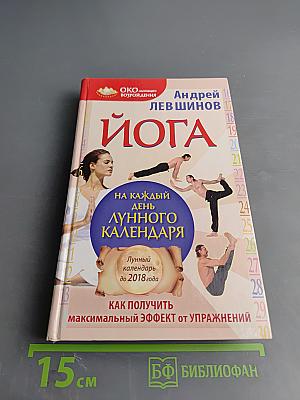 ОКО настоящего
ВОЗРОЖДЕНИЯ
Андрей
ЛЕВШИНОВ
ЙОГА
НА КАЖДЫЙ
ДЕНЬ
ЛУННОГО
КАЛЕНДАРЯ
Лунный
календарь
до 2018 года
КАК ПОЛУЧИТЬ
максимальный ЭФФЕКТ от УПРАЖНЕНИЙ
15 см
БФ БИБЛИОФАН